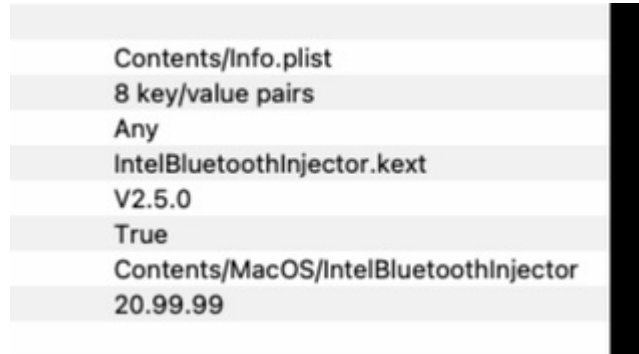 Contents/Info.plist
8 key/value pairs
Any
IntelBluetoothInjector.kext
V2.5.0
True
Contents/MacOS/IntelBluetoothInjector
20.99.99